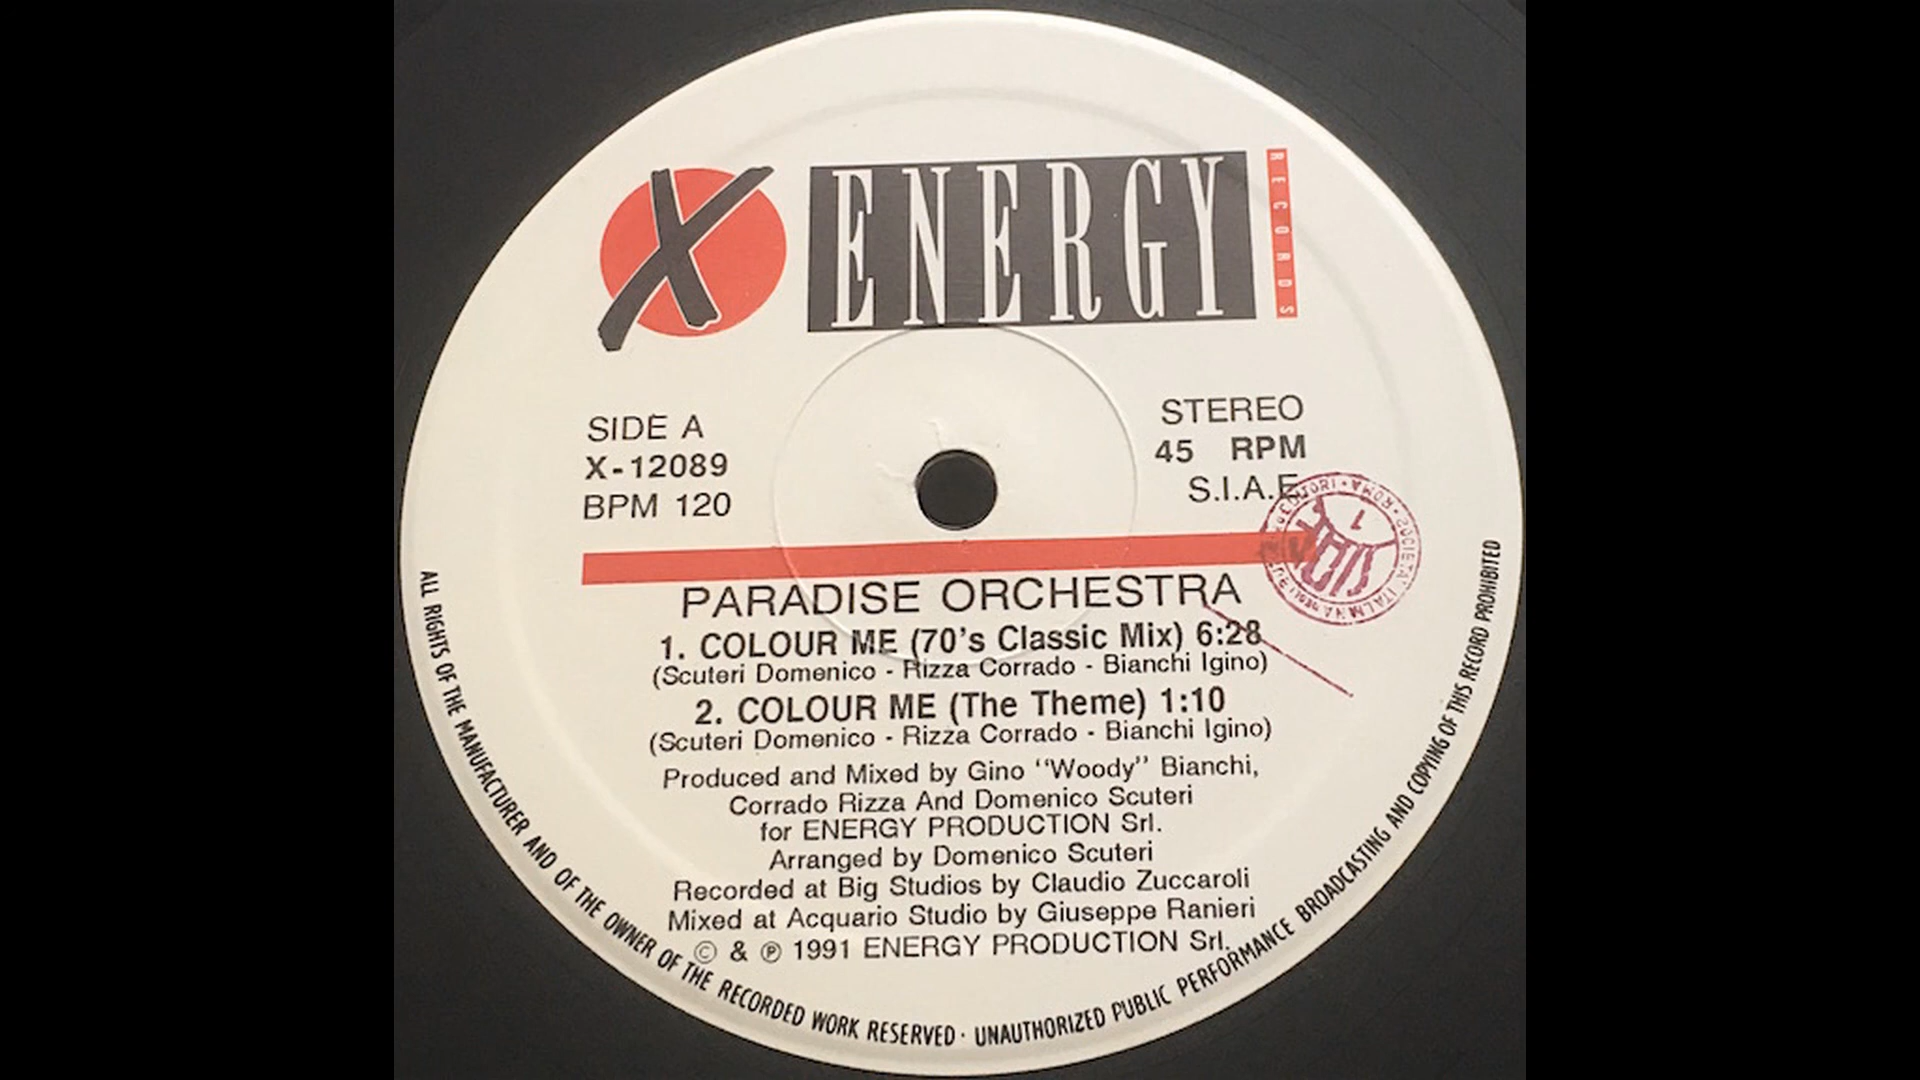 X ENERGY RECORDS
SIDE A
X-12089
BPM 120
STEREO
45 RPM
S.I.A.E.
PARADISE ORCHESTRA
1. COLOUR ME (70's Classic Mix) 6:28
(Scuteri Domenico - Rizza Corrado - Bianchi Igino)
2. COLOUR ME (The Theme) 1:10
(Scuteri Domenico - Rizza Corrado - Bianchi Igino)
Produced and Mixed by Gino "Woody" Bianchi,
Corrado Rizza And Domenico Scuteri
for ENERGY PRODUCTION Srl.
Arranged by Domenico Scuteri
Recorded at Big Studios by Claudio Zuccaroli
Mixed at Acquario Studio by Giuseppe Ranieri
© & ℗ 1991 ENERGY PRODUCTION Srl.
ALL RIGHTS OF THE MANUFACTURER AND OF THE OWNER OF THE RECORDED WORK RESERVED · UNAUTHORIZED PUBLIC PERFORMANCE BROADCASTING AND COPYING OF THIS RECORD PROHIBITED
SIAE
ROMA